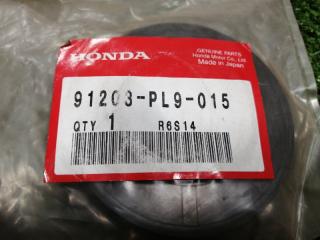 HONDA
GENUINE PARTS
Honda Motor Co., Ltd.
Made in Japan
91203-PL9-015
QTY 1 R6S14